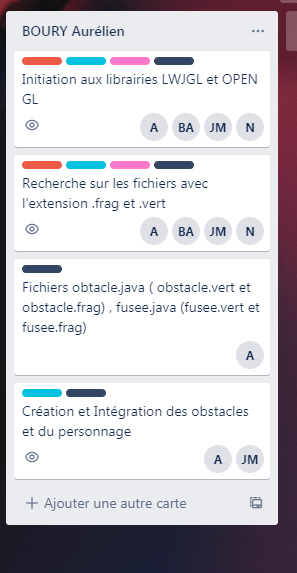 BOURY Aurélien
Initiation aux librairies LWJGL et OPEN
GL
A BA JM N
Recherche sur les fichiers avec
l'extension .frag et .vert
A BA JM N
Fichiers obtacle.java ( obstacle.vert et
obstacle.frag) , fusee.java (fusee.vert et
fusee.frag)
A
Création et Intégration des obstacles
et du personnage
A JM
Ajouter une autre carte